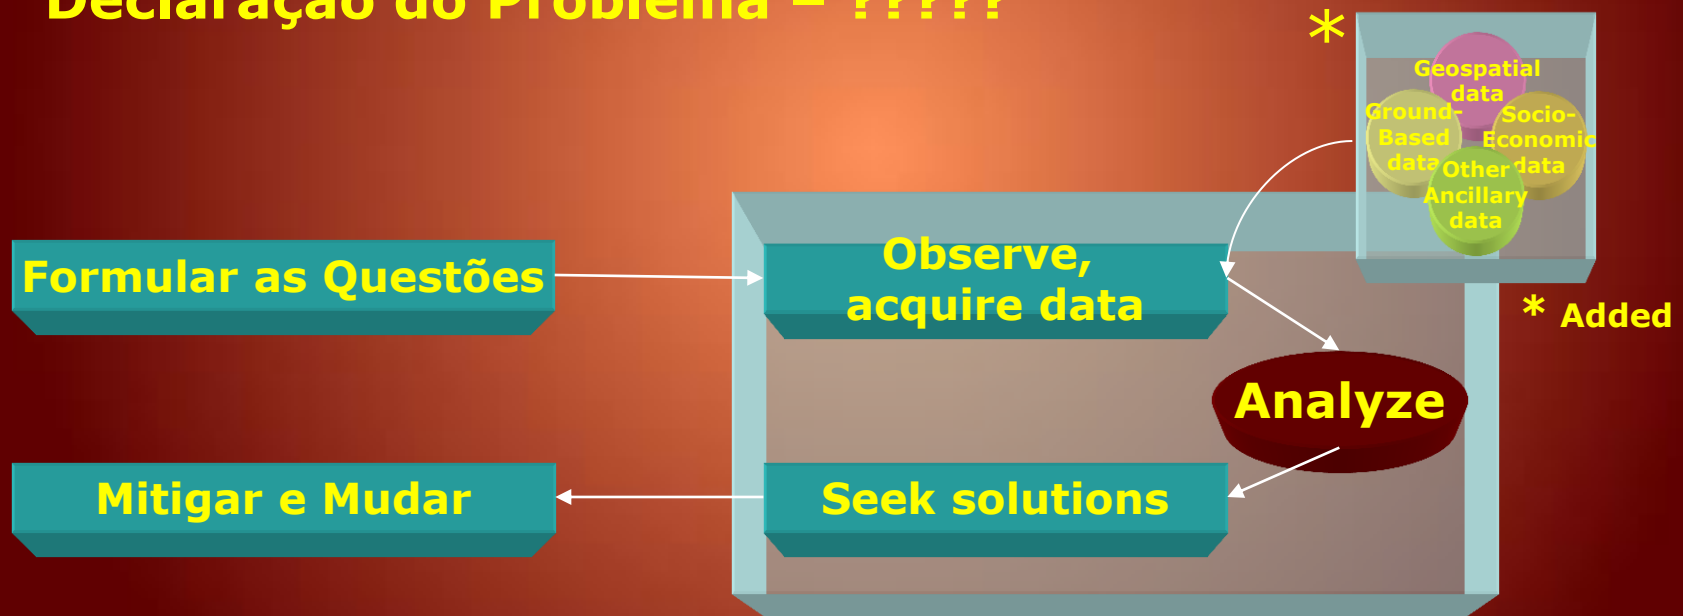 Declaração do Problema – ?????
*
Geospatial
data
Ground-
Based
data
Socio-
Economic
data
Other
Ancillary
data
Formular as Questões
Observe,
acquire data
* Added
Analyze
Mitigar e Mudar
Seek solutions